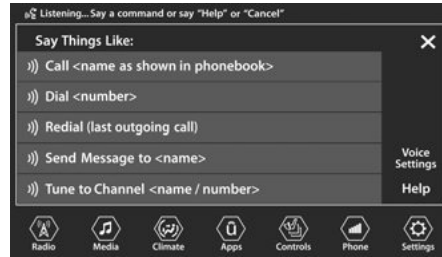 Listening... Say a command or say "Help" or "Cancel"
Say Things Like:
Call <name as shown in phonebook>
Dial <number>
Redial (last outgoing call)
Send Message to <name>
Tune to Channel <name / number>
Voice
Settings
Help
Radio
Media
Climate
Apps
Controls
Phone
Settings